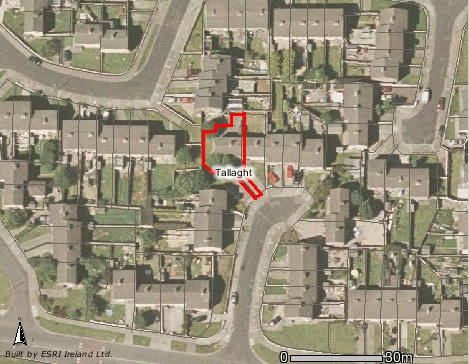 Tallaght
N
Built by ESRI Ireland Ltd.
0 30m